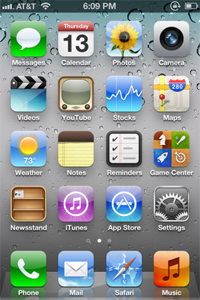 AT&T 6:09 PM
Thursday
13
Messages Calendar Photos Camera
280
Videos YouTube Stocks Maps
73°
Weather Notes Reminders Game Center
Newsstand iTunes App Store Settings
Phone Mail Safari Music